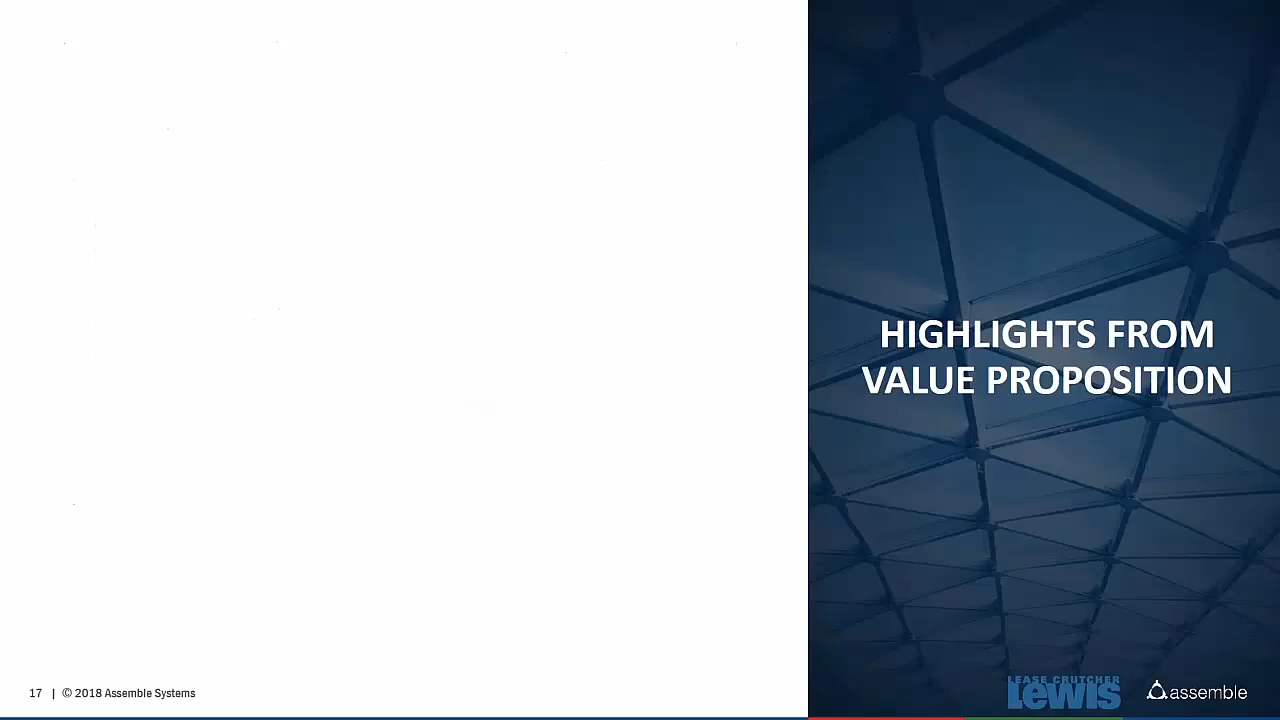 HIGHLIGHTS FROM
VALUE PROPOSITION
17 | © 2018 Assemble Systems
LEASE CRUTCHER
Lewis
assemble